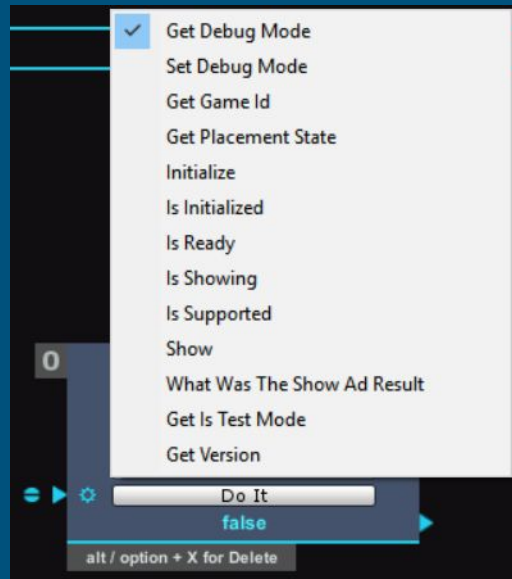 Get Debug Mode
Set Debug Mode
Get Game Id
Get Placement State
Initialize
Is Initialized
Is Ready
Is Showing
Is Supported
Show
What Was The Show Ad Result
Get Is Test Mode
Get Version
0
Do It
false
alt / option + X for Delete